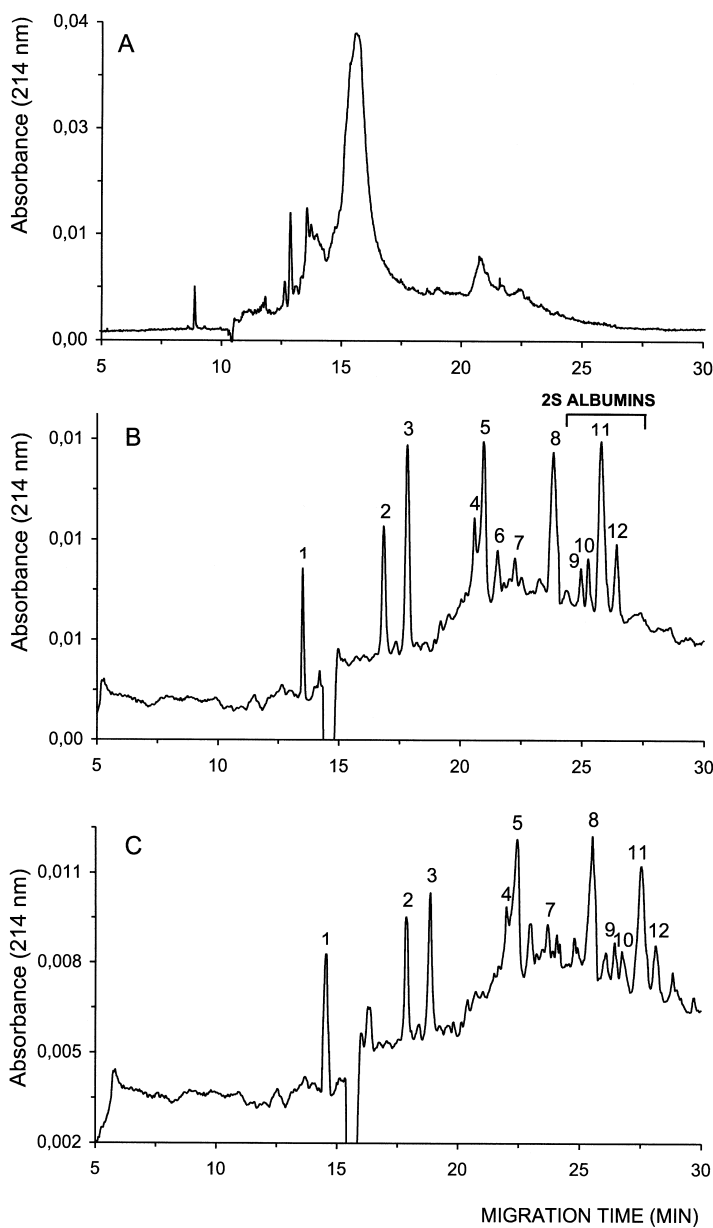 A
Absorbance (214 nm)
0,04
0,03
0,01
0,00
5 10 15 20 25 30
2S ALBUMINS
B
Absorbance (214 nm)
0,01
0,01
0,01
0,00
1 2 3 4 5 6 7 8 9 10 11 12
5 10 15 20 25 30
C
Absorbance (214 nm)
0,011
0,008
0,005
0,002
1 2 3 4 5 7 8 9 10 11 12
5 10 15 20 25 30
MIGRATION TIME (MIN)